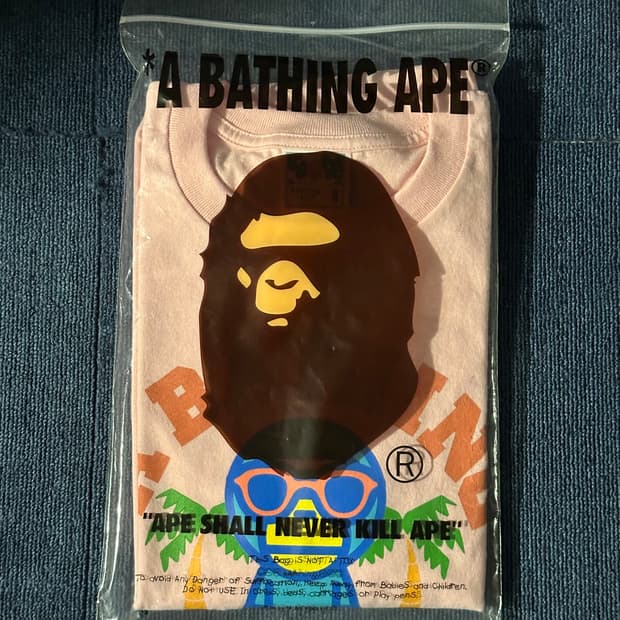 *A BATHING APE®
A B ING
®
"APE SHALL NEVER KILL APE"
THIS BAG IS NOT A TOY
TO AVOID Any Danger OF Suffocation, Keep Away From Babies and Children.
Do NOT USE In cribs, beds, carriages or Play pens.